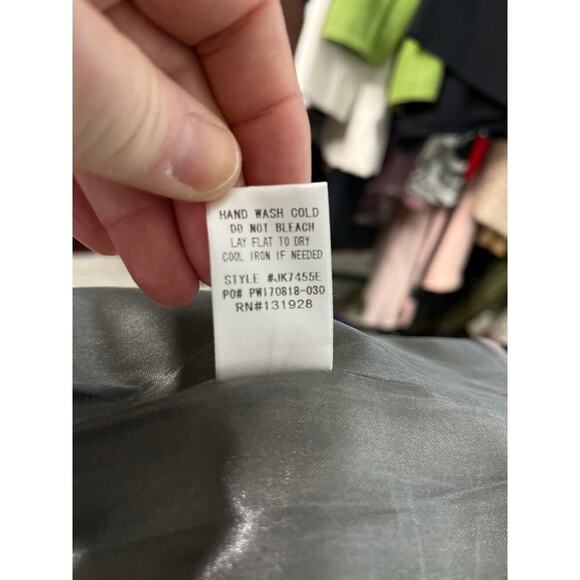 HAND WASH COLD
DO NOT BLEACH
LAY FLAT TO DRY
COOL IRON IF NEEDED
STYLE #JK7455E
PO# PW170818-030
RN#131928